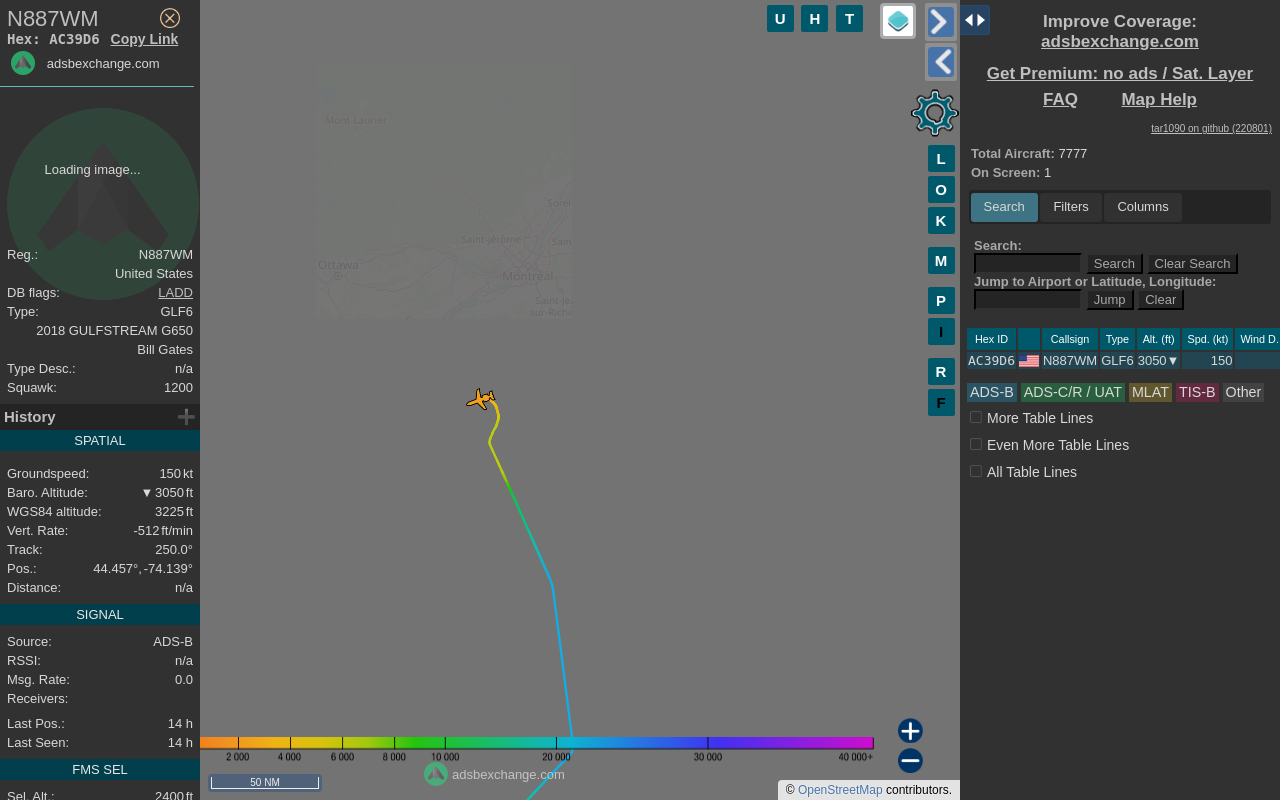 N887WM
Hex: AC39D6 Copy Link
adsbexchange.com
Loading image...
Reg.: N887WM
United States
DB flags: LADD
Type: GLF6
2018 GULFSTREAM G650
Bill Gates
Type Desc.: n/a
Squawk: 1200
History
SPATIAL
Groundspeed: 150 kt
Baro. Altitude: ▼ 3050 ft
WGS84 altitude: 3225 ft
Vert. Rate: -512 ft/min
Track: 250.0°
Pos.: 44.457°, -74.139°
Distance: n/a
SIGNAL
Source: ADS-B
RSSI: n/a
Msg. Rate: 0.0
Receivers:
Last Pos.: 14 h
Last Seen: 14 h
FMS SEL
Sel. Alt.: 2400 ft
U H T
L
O
K
M
P
I
R
F
Mont-Laurier
Sorel
Saint-Jérôme
Sain
Ottawa
Montréal
Saint-Je
sur-Riche
2 000 4 000 6 000 8 000 10 000 20 000 30 000 40 000+
adsbexchange.com
50 NM
© OpenStreetMap contributors.
Improve Coverage:
adsbexchange.com
Get Premium: no ads / Sat. Layer
FAQ Map Help
tar1090 on github (220801)
Total Aircraft: 7777
On Screen: 1
Search Filters Columns
Search:
Search Clear Search
Jump to Airport or Latitude, Longitude:
Jump Clear
Hex ID Callsign Type Alt. (ft) Spd. (kt) Wind D.
AC39D6 N887WM GLF6 3050▼ 150
ADS-B ADS-C/R / UAT MLAT TIS-B Other
More Table Lines
Even More Table Lines
All Table Lines